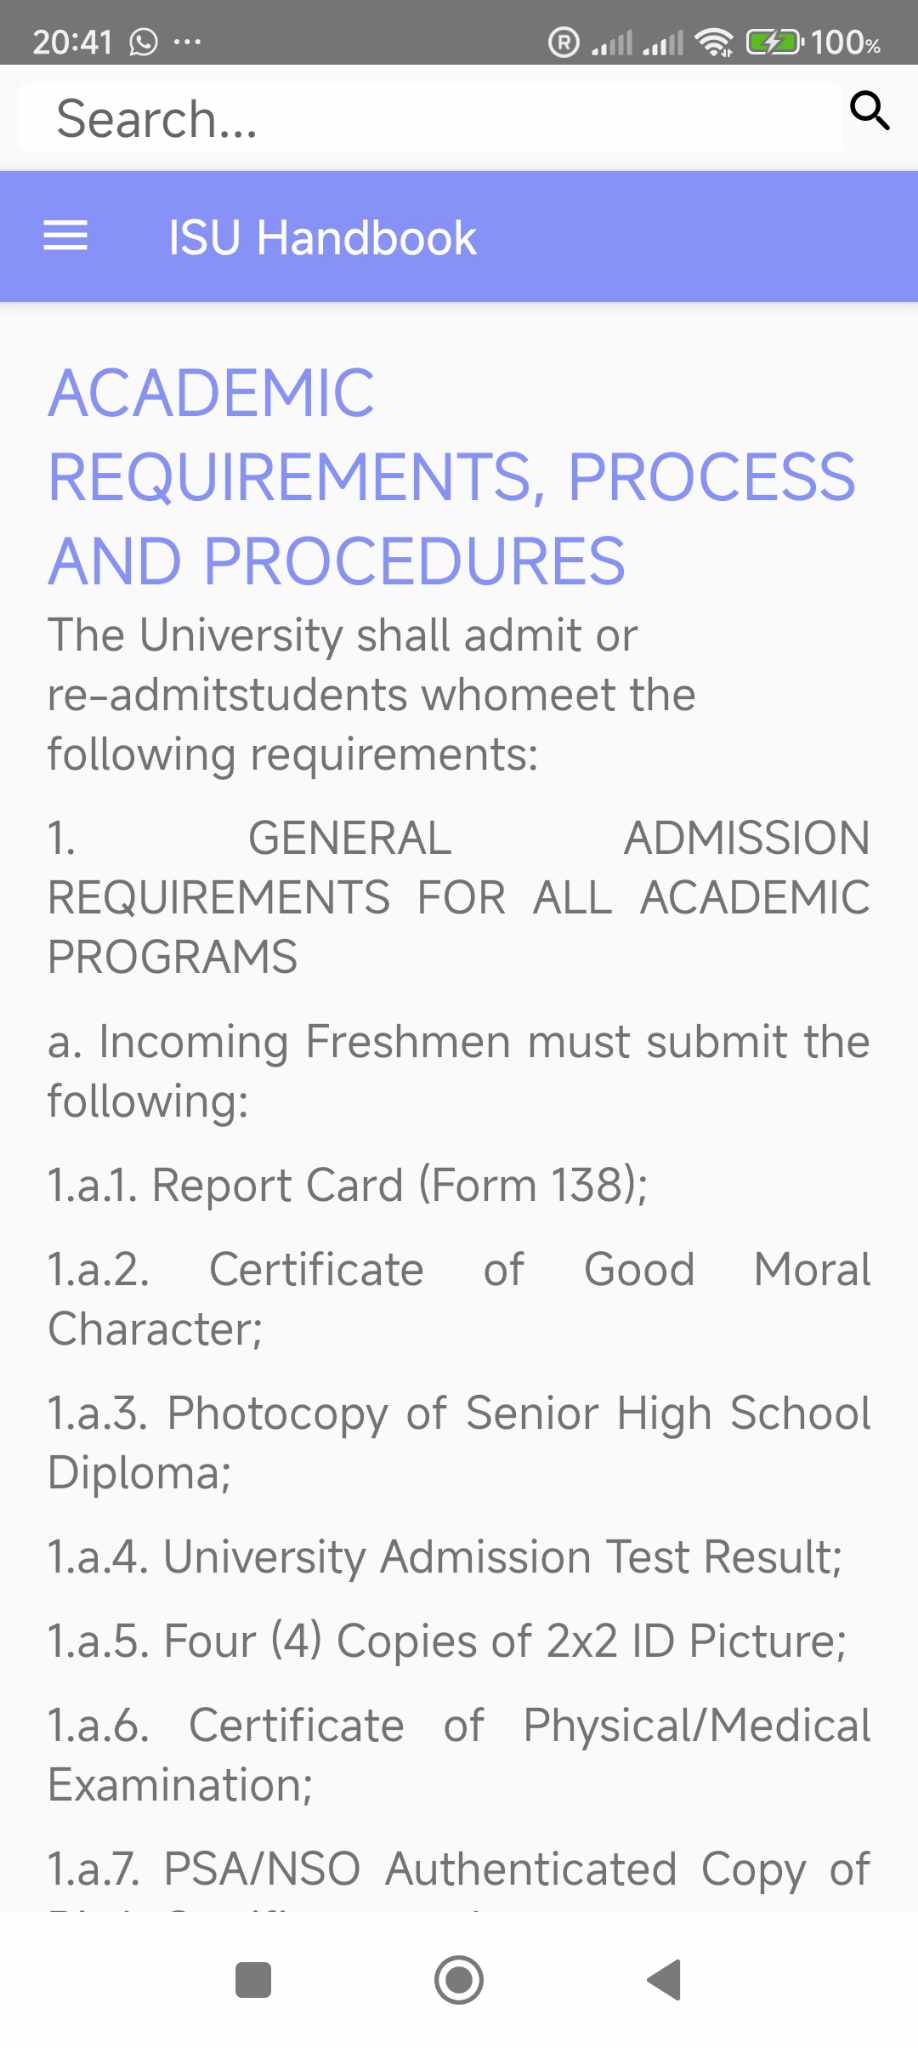 20:41 ... ® 100%
Search...
ISU Handbook
ACADEMIC
REQUIREMENTS, PROCESS
AND PROCEDURES
The University shall admit or
re-admitstudents whomeet the
following requirements:
1. GENERAL ADMISSION
REQUIREMENTS FOR ALL ACADEMIC
PROGRAMS
a. Incoming Freshmen must submit the
following:
1.a.1. Report Card (Form 138);
1.a.2. Certificate of Good Moral
Character;
1.a.3. Photocopy of Senior High School
Diploma;
1.a.4. University Admission Test Result;
1.a.5. Four (4) Copies of 2x2 ID Picture;
1.a.6. Certificate of Physical/Medical
Examination;
1.a.7. PSA/NSO Authenticated Copy of